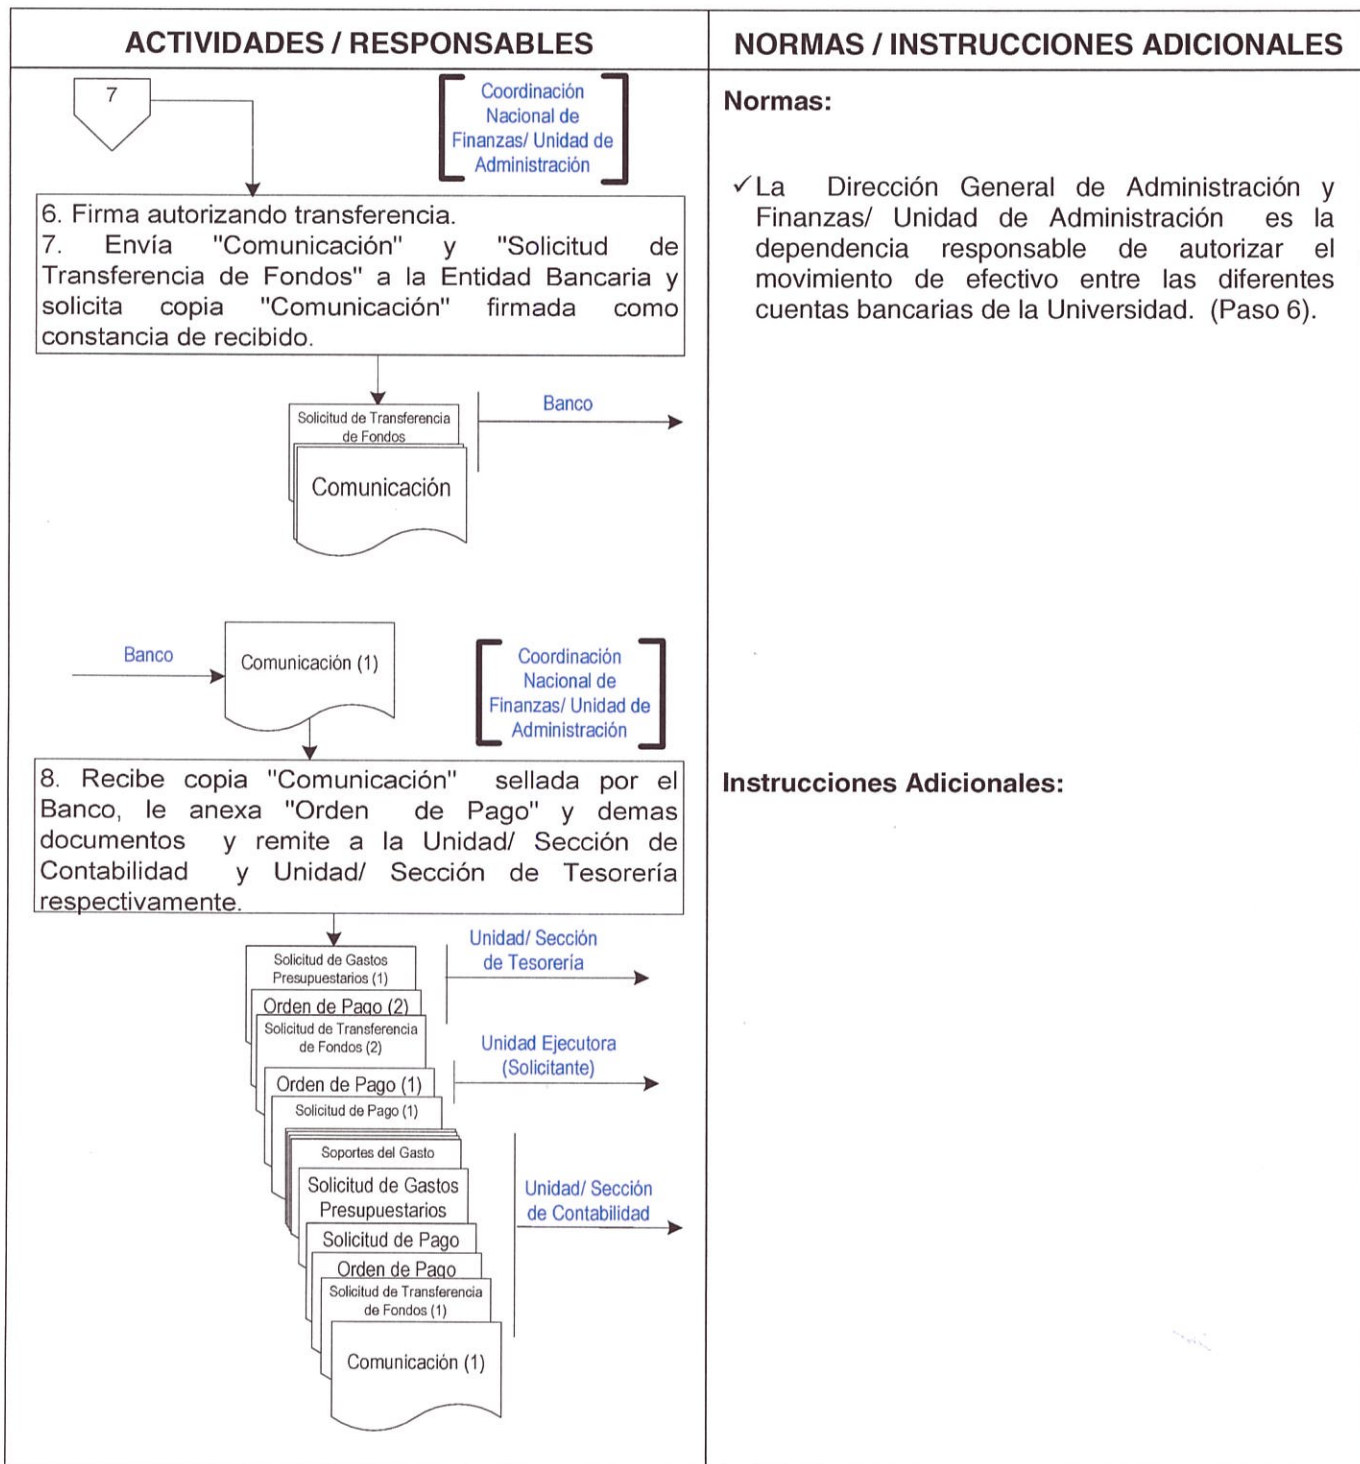 ACTIVIDADES / RESPONSABLES
NORMAS / INSTRUCCIONES ADICIONALES
7
Coordinación
Nacional de
Finanzas/ Unidad de
Administración
6. Firma autorizando transferencia.
7. Envía "Comunicación" y "Solicitud de
Transferencia de Fondos" a la Entidad Bancaria y
solicita copia "Comunicación" firmada como
constancia de recibido.
Solicitud de Transferencia
de Fondos
Comunicación
Banco
Banco
Comunicación (1)
Coordinación
Nacional de
Finanzas/ Unidad de
Administración
8. Recibe copia "Comunicación" sellada por el
Banco, le anexa "Orden de Pago" y demas
documentos y remite a la Unidad/ Sección de
Contabilidad y Unidad/ Sección de Tesorería
respectivamente.
Solicitud de Gastos
Presupuestarios (1)
Orden de Pago (2)
Solicitud de Transferencia
de Fondos (2)
Unidad/ Sección
de Tesorería
Orden de Pago (1)
Unidad Ejecutora
(Solicitante)
Solicitud de Pago (1)
Soportes del Gasto
Solicitud de Gastos
Presupuestarios
Solicitud de Pago
Orden de Pago
Solicitud de Transferencia
de Fondos (1)
Comunicación (1)
Unidad/ Sección
de Contabilidad
Normas:
✓La Dirección General de Administración y
Finanzas/ Unidad de Administración es la
dependencia responsable de autorizar el
movimiento de efectivo entre las diferentes
cuentas bancarias de la Universidad. (Paso 6).
Instrucciones Adicionales: